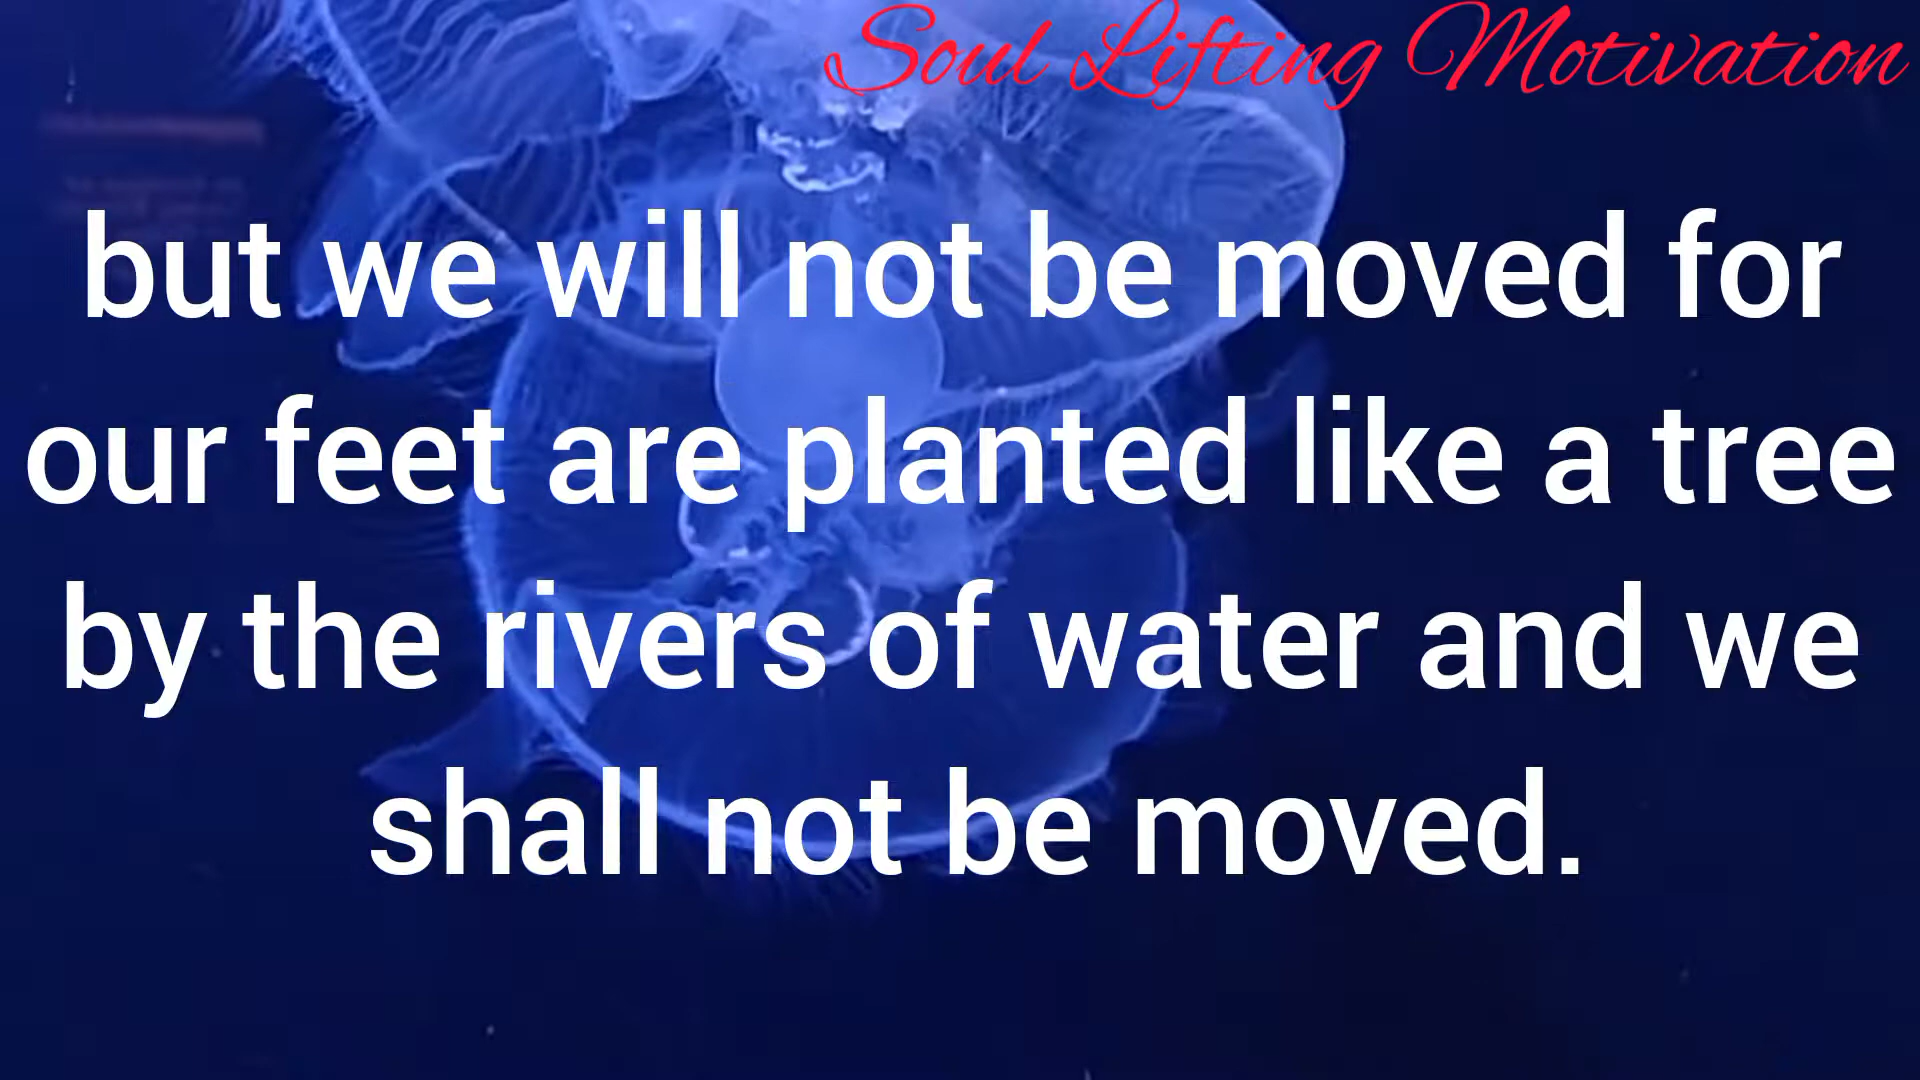 Soul Lifting Motivation
but we will not be moved for
our feet are planted like a tree
by the rivers of water and we
shall not be moved.